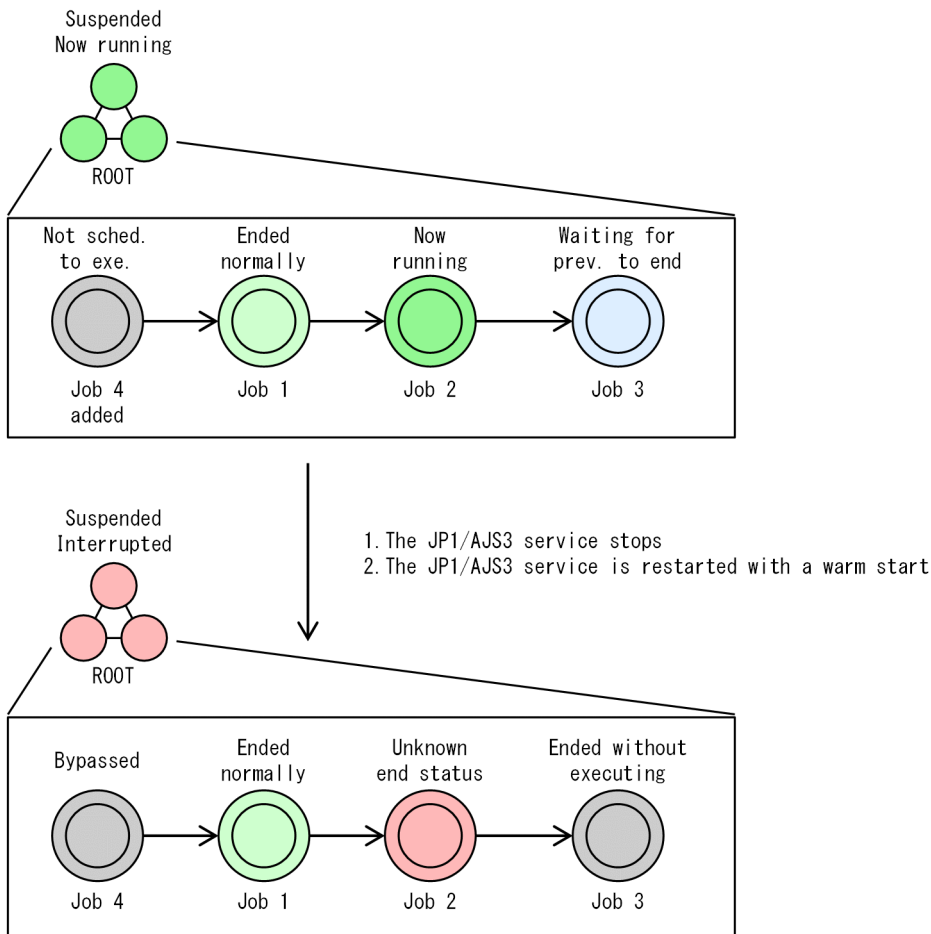 Suspended
Now running
ROOT
Not sched.
to exe.
Ended
normally
Now
running
Waiting for
prev. to end
Job 4
added
Job 1
Job 2
Job 3
1. The JP1/AJS3 service stops
2. The JP1/AJS3 service is restarted with a warm start
Suspended
Interrupted
ROOT
Bypassed
Ended
normally
Unknown
end status
Ended without
executing
Job 4
Job 1
Job 2
Job 3